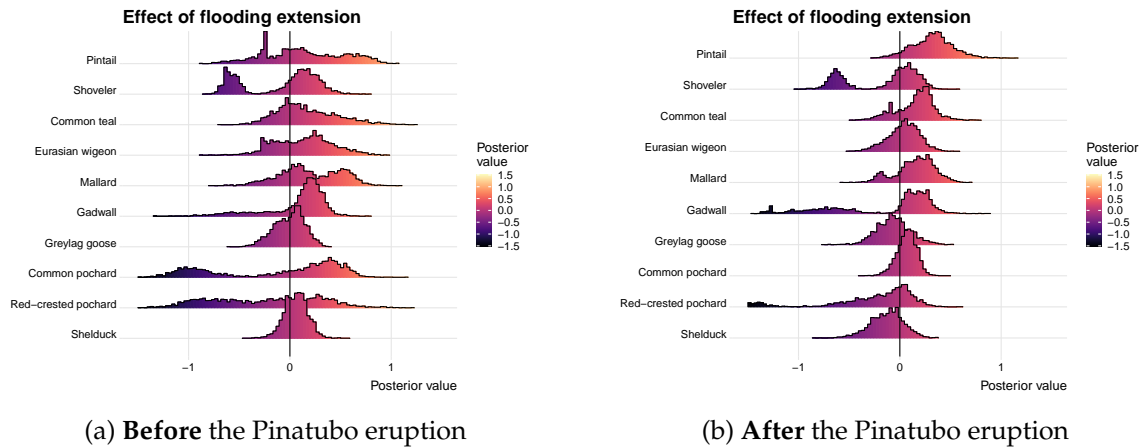 Effect of flooding extension
Pintail
Shoveler
Common teal
Eurasian wigeon
Mallard
Gadwall
Greylag goose
Common pochard
Red−crested pochard
Shelduck
−1
0
1
Posterior value
Posterior
value
1.5
1.0
0.5
0.0
−0.5
−1.0
−1.5
(a) Before the Pinatubo eruption
Effect of flooding extension
Pintail
Shoveler
Common teal
Eurasian wigeon
Mallard
Gadwall
Greylag goose
Common pochard
Red−crested pochard
Shelduck
−1
0
1
Posterior value
Posterior
value
1.5
1.0
0.5
0.0
−0.5
−1.0
−1.5
(b) After the Pinatubo eruption